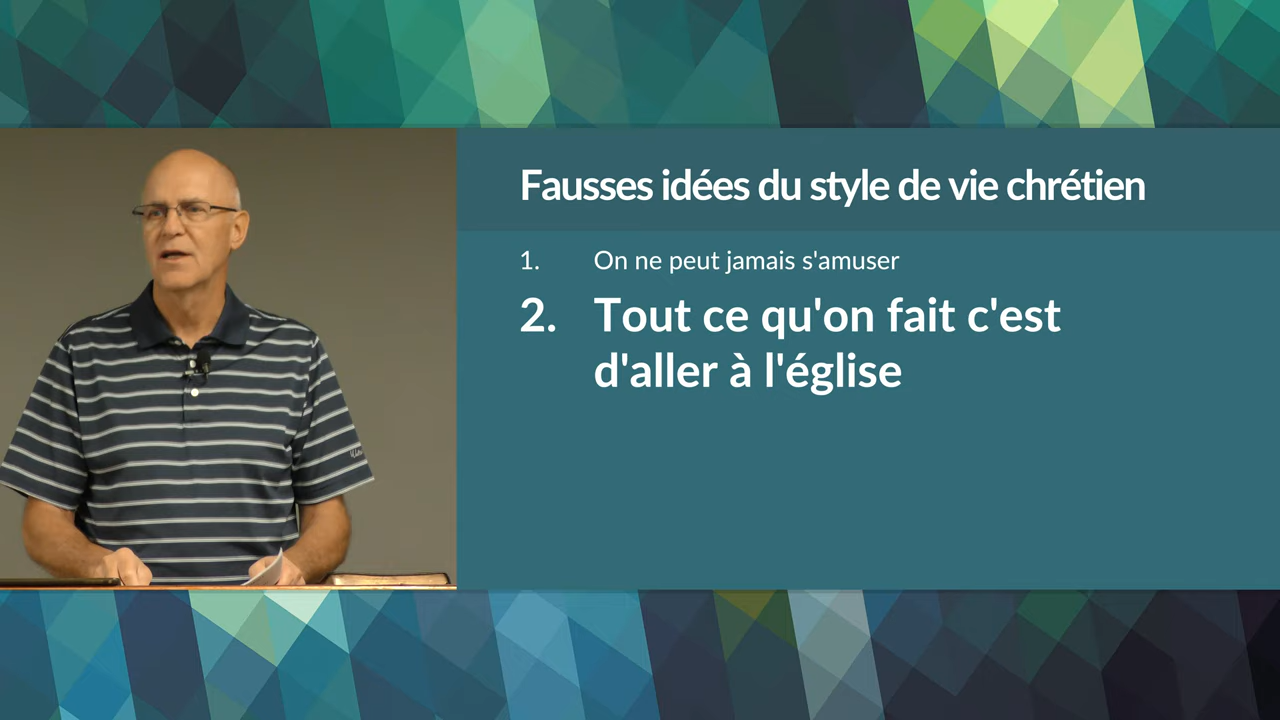 Fausses idées du style de vie chrétien
1. On ne peut jamais s'amuser
2. Tout ce qu'on fait c'est
d'aller à l'église